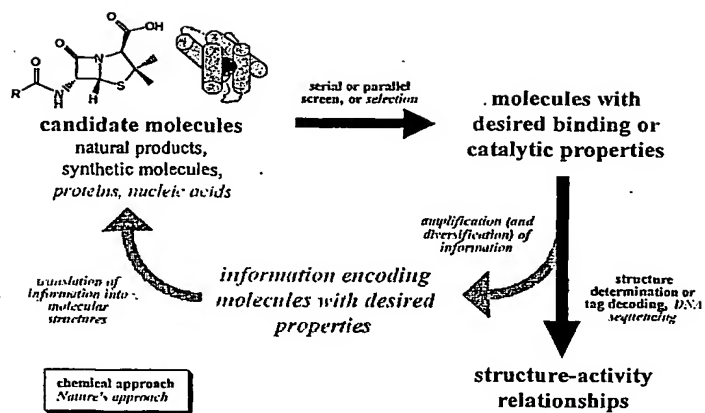 O
OH
O
N
O
R
N
H
H
S
candidate molecules
natural products,
synthetic molecules,
proteins, nucleic acids
serial or parallel
screen, or selection
molecules with
desired binding or
catalytic properties
amplification (and
diversification) of
information
translation of
information into
molecular
structures
information encoding
molecules with desired
properties
structure
determination or
tag decoding, DNA
sequencing
structure-activity
relationships
chemical approach
Nature's approach